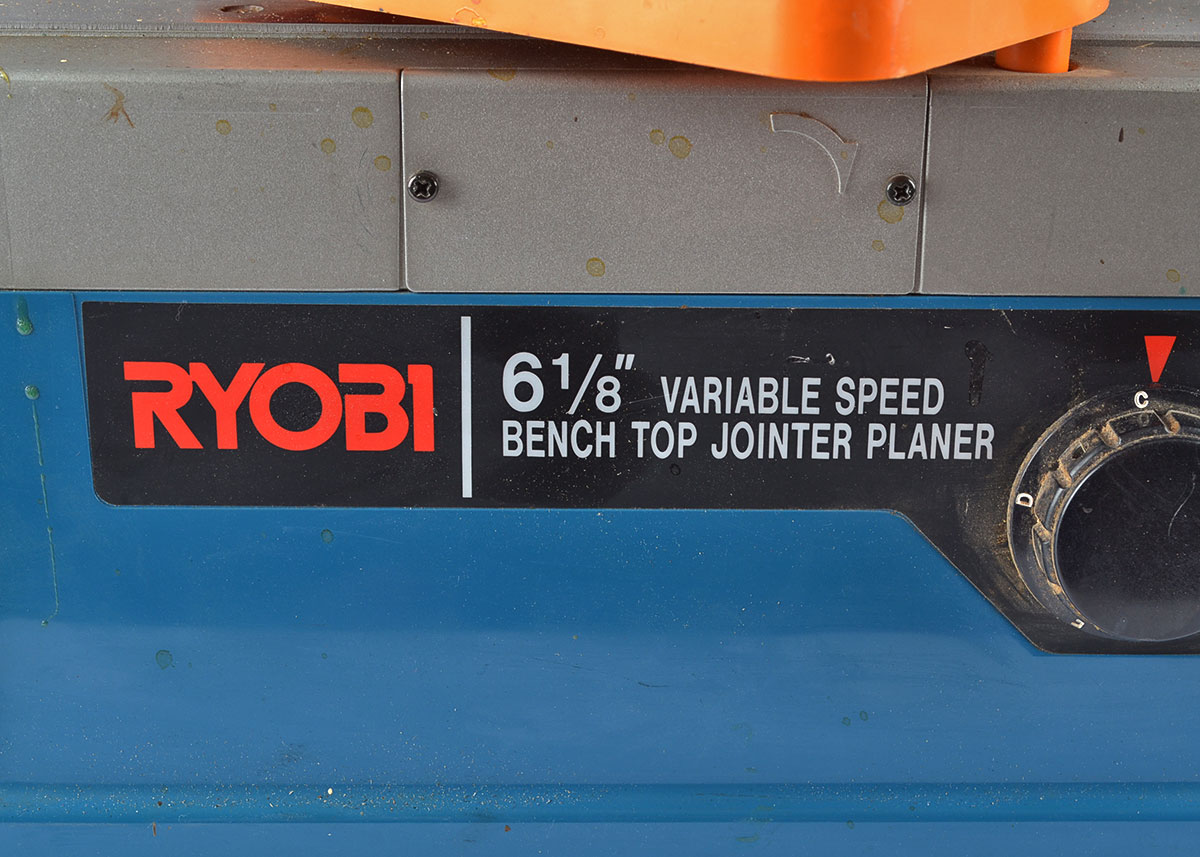 RYOBI
6 1/8" VARIABLE SPEED
BENCH TOP JOINTER PLANER
C
D